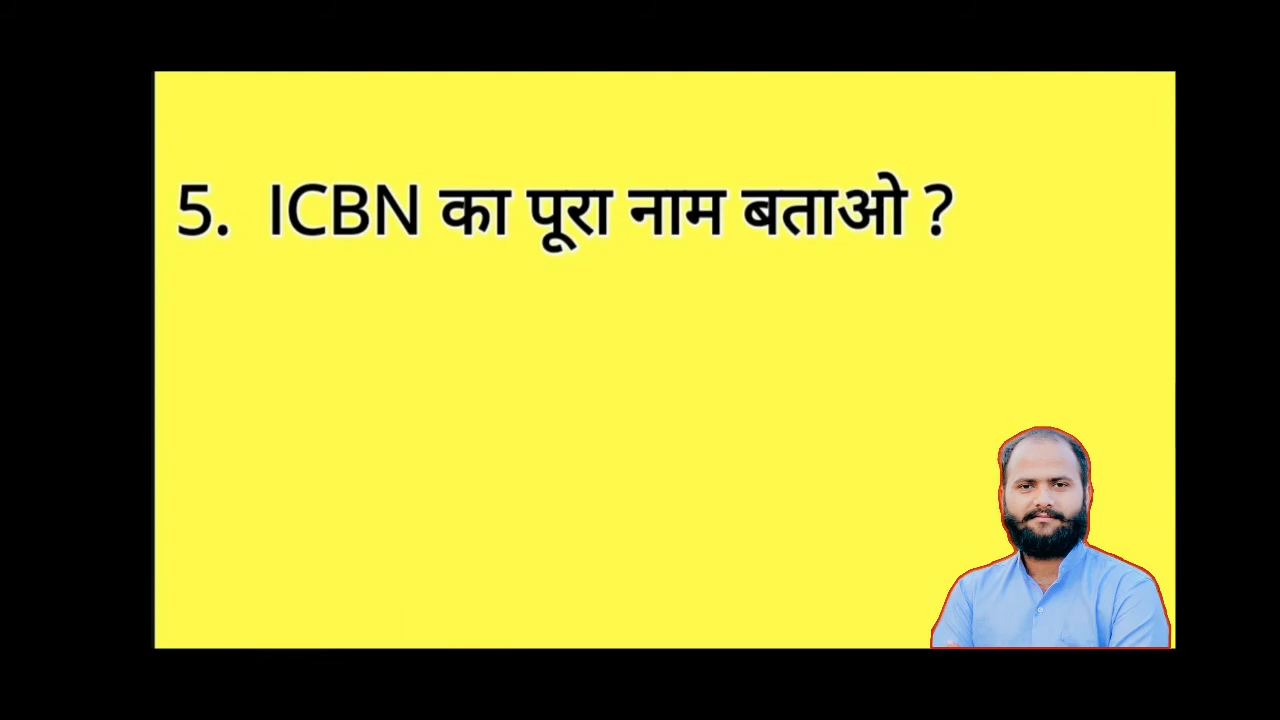 5. ICBN का पूरा नाम बताओ ?